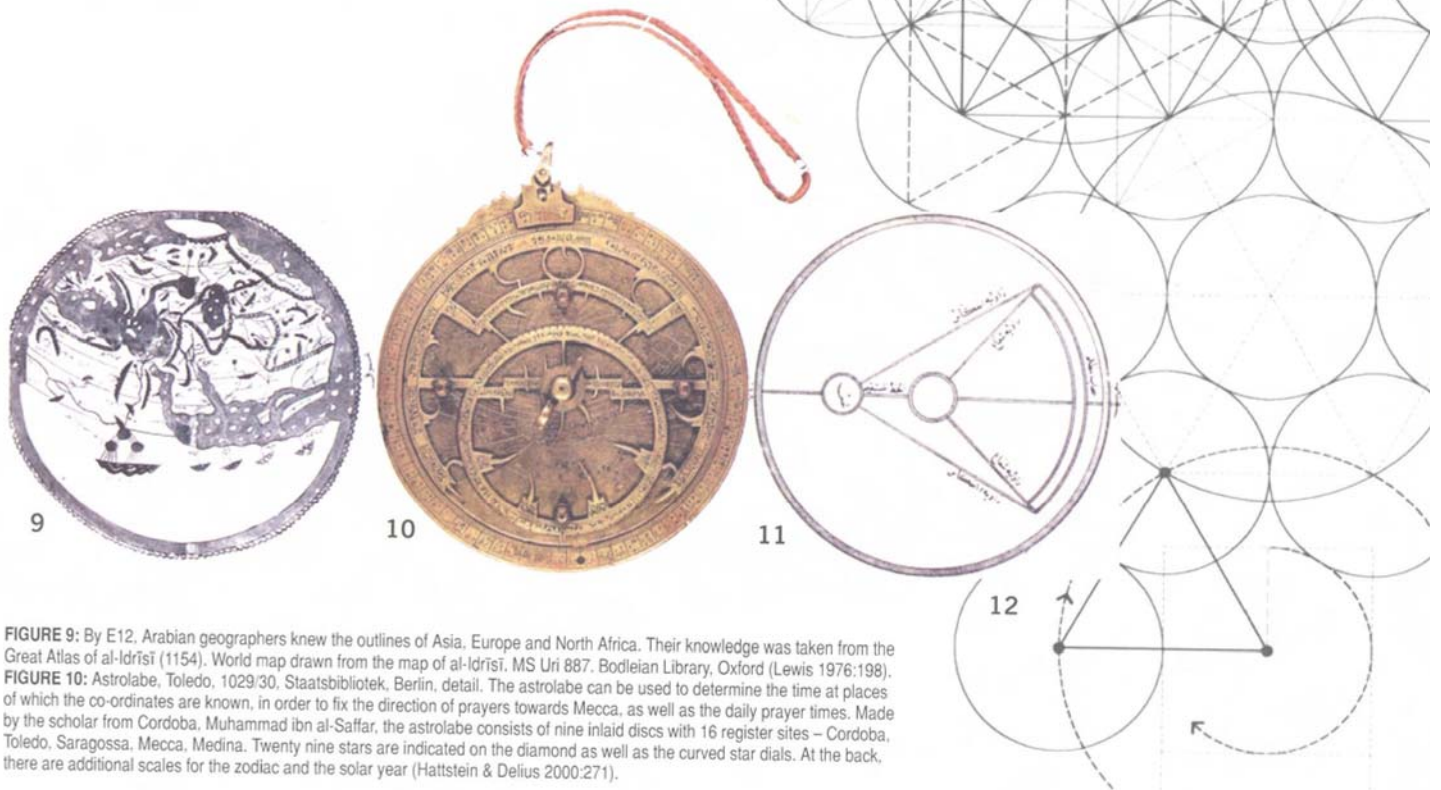 9
10
11
12
FIGURE 9: By E12, Arabian geographers knew the outlines of Asia, Europe and North Africa. Their knowledge was taken from the
Great Atlas of al-Idrīsī (1154). World map drawn from the map of al-Idrīsī, MS Uri 887. Bodleian Library, Oxford (Lewis 1976:198).
FIGURE 10: Astrolabe, Toledo, 1029/30, Staatsbibliotek, Berlin, detail. The astrolabe can be used to determine the time at places
of which the co-ordinates are known, in order to fix the direction of prayers towards Mecca, as well as the daily prayer times. Made
by the scholar from Cordoba, Muhammad ibn al-Saffar, the astrolabe consists of nine inlaid discs with 16 register sites – Cordoba,
Toledo, Saragossa, Mecca, Medina. Twenty nine stars are indicated on the diamond as well as the curved star dials. At the back,
there are additional scales for the zodiac and the solar year (Hattstein & Delius 2000:271).